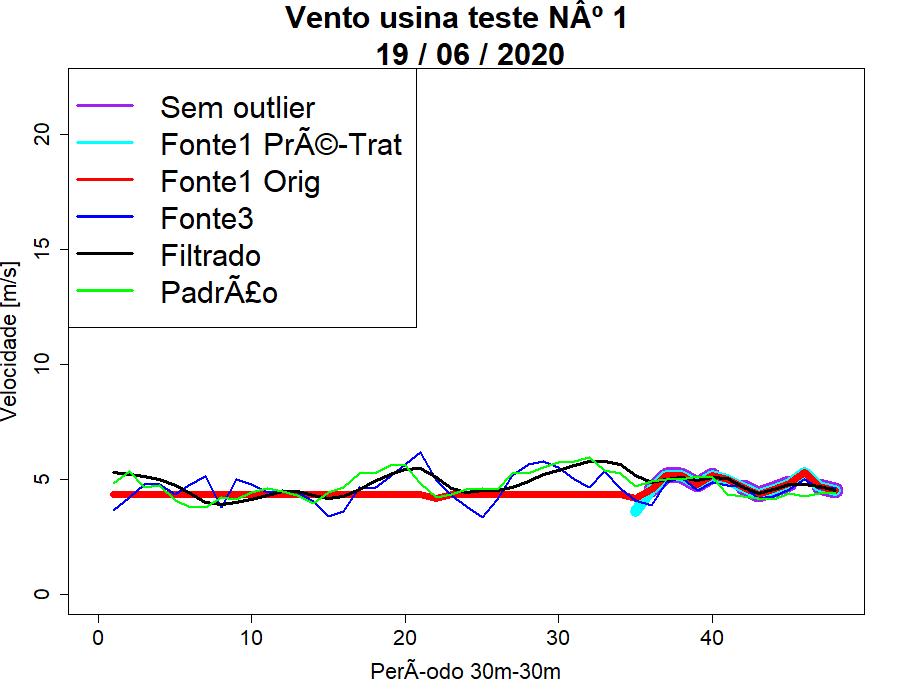 Vento usina teste NÂº 1
19 / 06 / 2020
Sem outlier
Fonte1 PrÃ©-Trat
Fonte1 Orig
Fonte3
Filtrado
PadrÃ£o
Velocidade [m/s]
20
15
10
5
0
0 10 20 30 40
PerÃ-odo 30m-30m